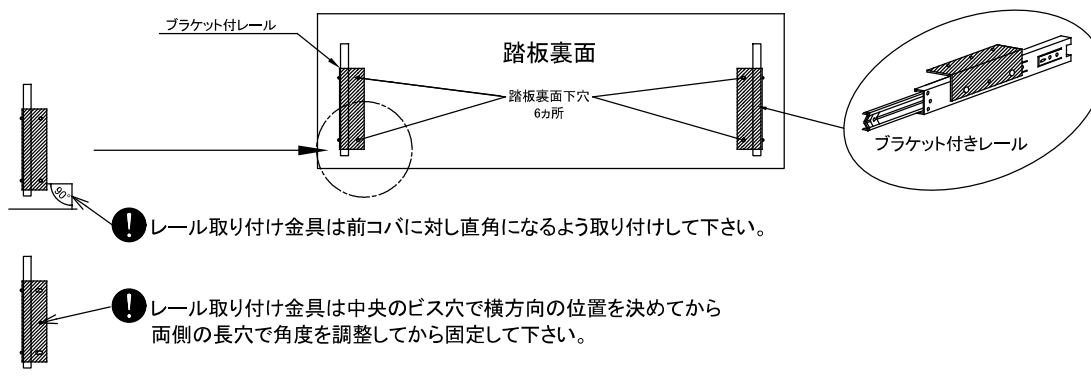 ブラケット付レール
踏板裏面
踏板裏面下穴
6カ所
ブラケット付きレール
90°
レール取り付け金具は前コバに対し直角になるよう取り付けして下さい。
レール取り付け金具は中央のビス穴で横方向の位置を決めてから
両側の長穴で角度を調整してから固定して下さい。